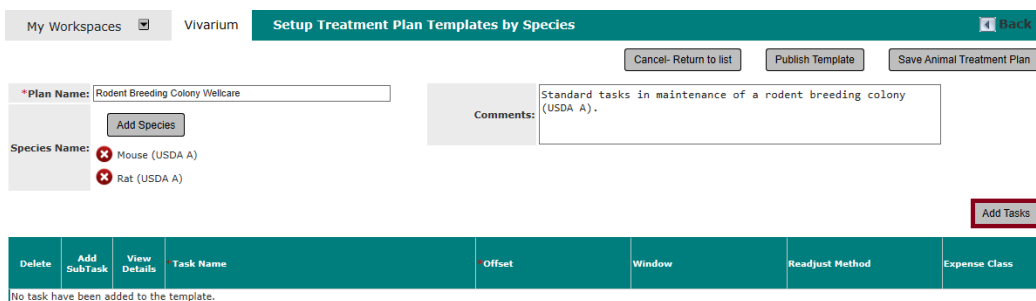 My Workspaces Vivarium Setup Treatment Plan Templates by Species Back
Cancel- Return to list Publish Template Save Animal Treatment Plan
*Plan Name: Rodent Breeding Colony Wellcare
Comments: Standard tasks in maintenance of a rodent breeding colony
(USDA A).
Add Species
Species Name:
Mouse (USDA A)
Rat (USDA A)
Add Tasks
Delete Add SubTask View Details *Task Name *Offset Window Readjust Method Expense Class
No task have been added to the template.